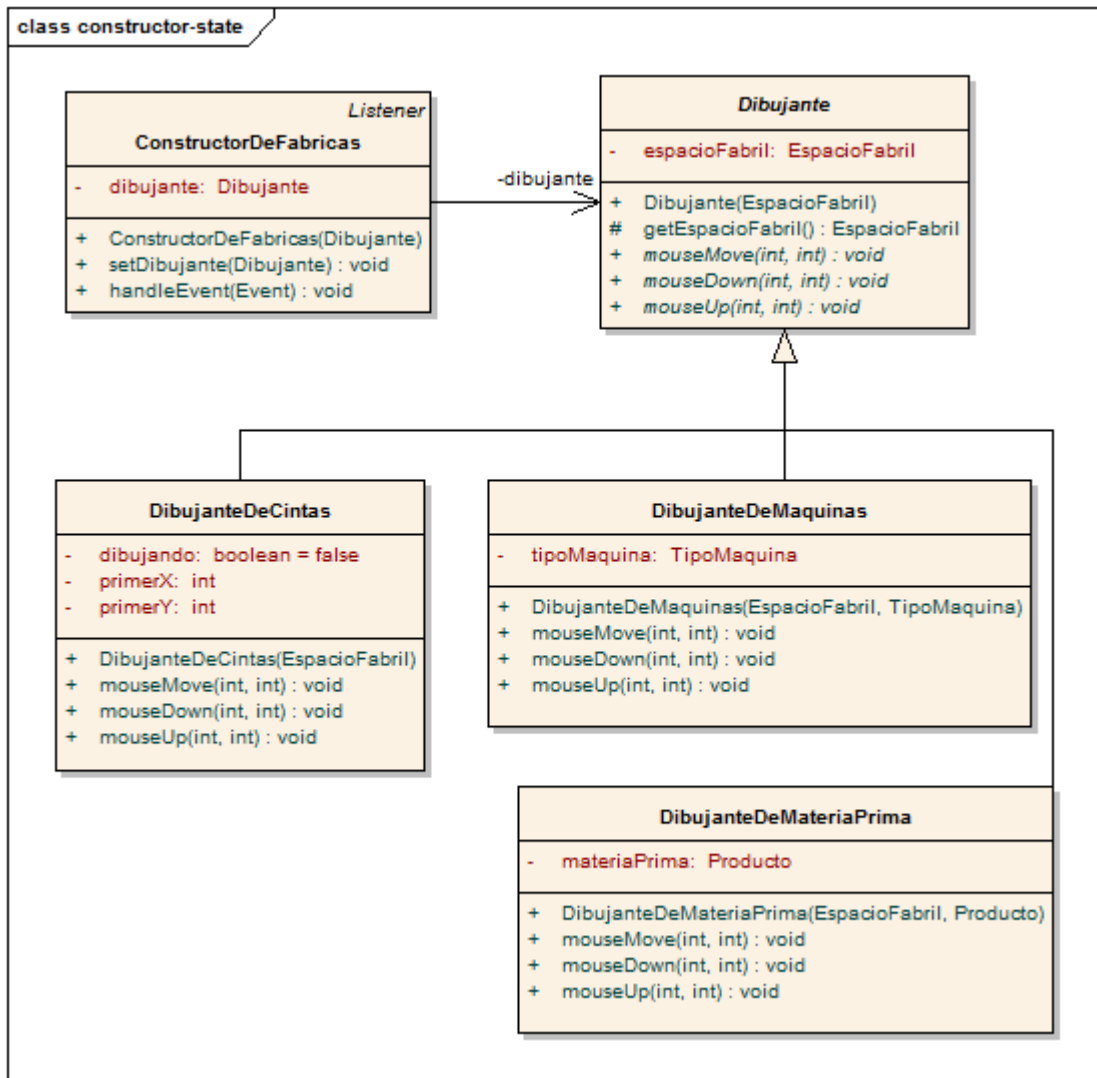 class constructor-state
Listener
ConstructorDeFabricas
- dibujante: Dibujante
+ ConstructorDeFabricas(Dibujante)
+ setDibujante(Dibujante) : void
+ handleEvent(Event) : void
-dibujante
Dibujante
- espacioFabril: EspacioFabril
+ Dibujante(EspacioFabril)
# getEspacioFabril() : EspacioFabril
+ mouseMove(int, int) : void
+ mouseDown(int, int) : void
+ mouseUp(int, int) : void
DibujanteDeCintas
- dibujando: boolean = false
- primerX: int
- primerY: int
+ DibujanteDeCintas(EspacioFabril)
+ mouseMove(int, int) : void
+ mouseDown(int, int) : void
+ mouseUp(int, int) : void
DibujanteDeMaquinas
- tipoMaquina: TipoMaquina
+ DibujanteDeMaquinas(EspacioFabril, TipoMaquina)
+ mouseMove(int, int) : void
+ mouseDown(int, int) : void
+ mouseUp(int, int) : void
DibujanteDeMateriaPrima
- materiaPrima: Producto
+ DibujanteDeMateriaPrima(EspacioFabril, Producto)
+ mouseMove(int, int) : void
+ mouseDown(int, int) : void
+ mouseUp(int, int) : void